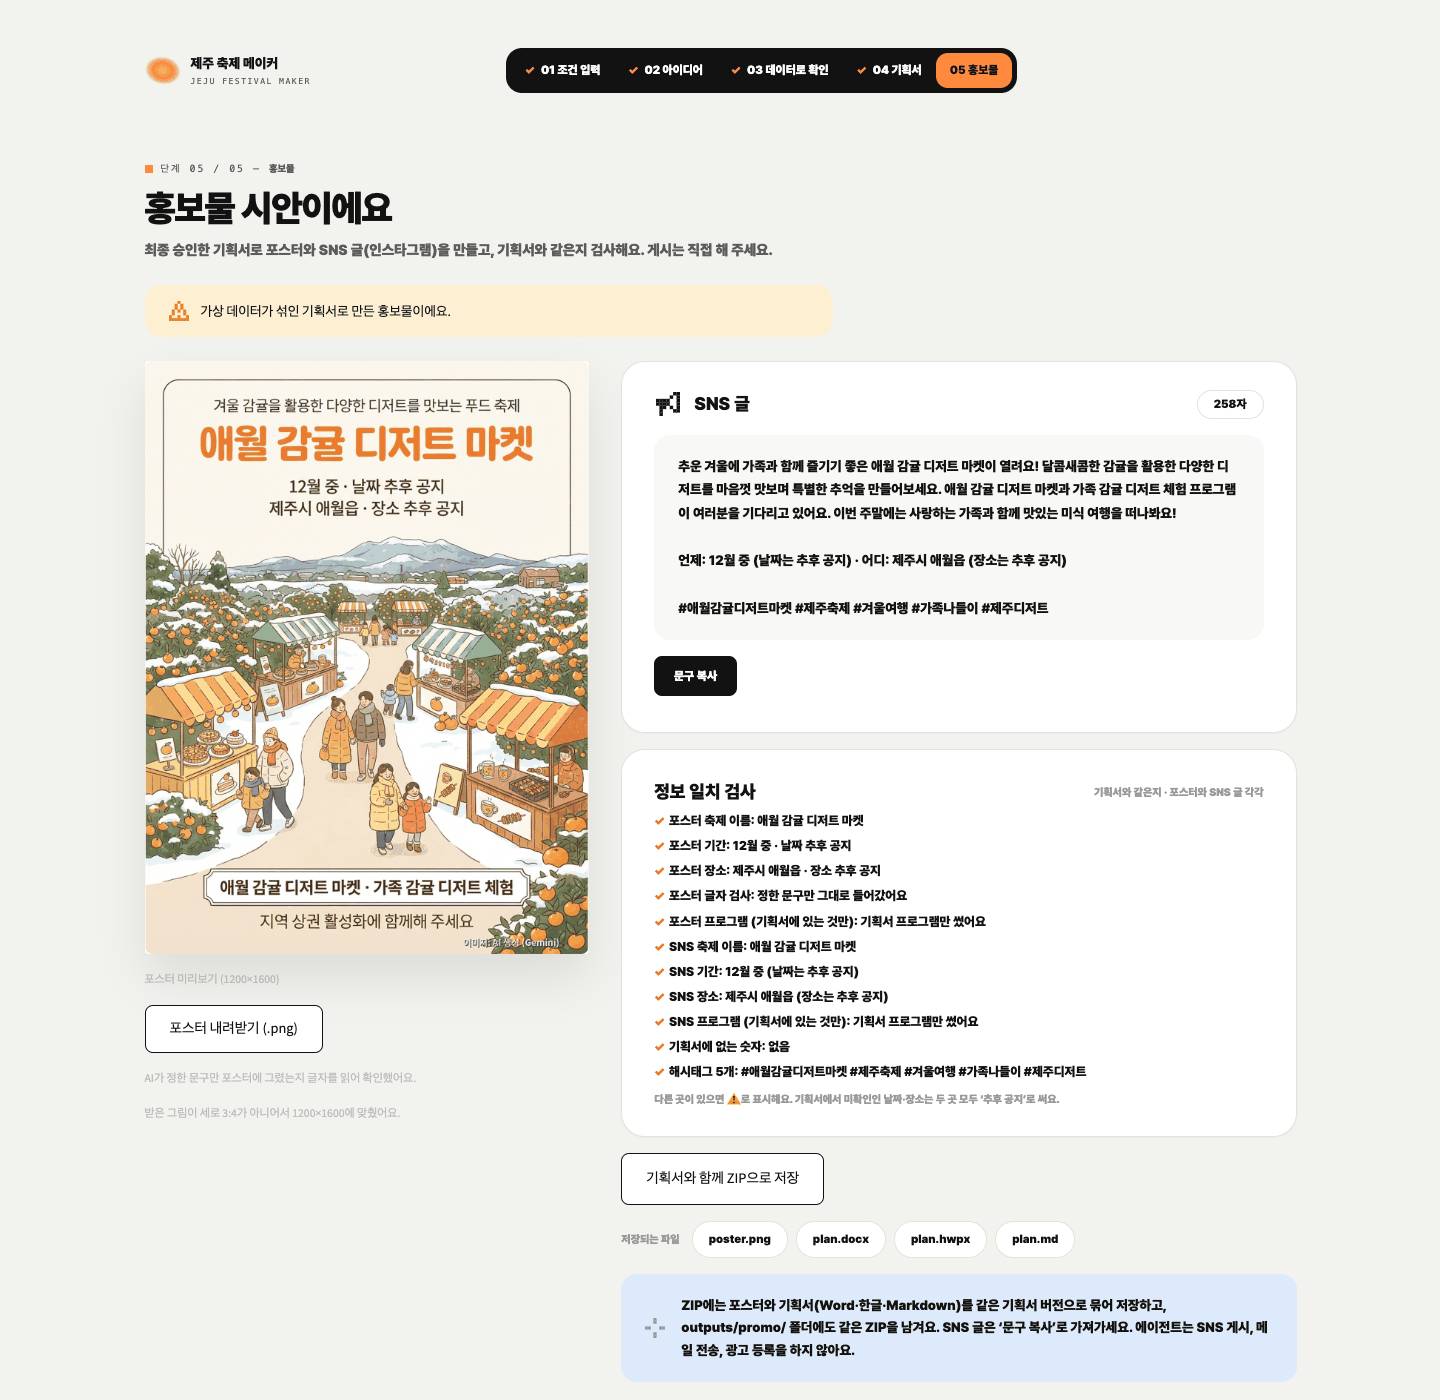 제주 축제 메이커
JEJU FESTIVAL MAKER
✓ 01 조건 입력
✓ 02 아이디어
✓ 03 데이터로 확인
✓ 04 기획서
05 홍보물
단계 05 / 05 — 홍보물
홍보물 시안이에요
최종 승인한 기획서로 포스터와 SNS 글(인스타그램)을 만들고, 기획서와 같은지 검사해요. 게시는 직접 해 주세요.
가상 데이터가 섞인 기획서로 만든 홍보물이에요.
겨울 감귤을 활용한 다양한 디저트를 맛보는 푸드 축제
애월 감귤 디저트 마켓
12월 중 · 날짜 추후 공지
제주시 애월읍 · 장소 추후 공지
애월 감귤 디저트 마켓 · 가족 감귤 디저트 체험
지역 상권 활성화에 함께해 주세요
이미지: AI 생성 (Gemini)
포스터 미리보기 (1200×1600)
포스터 내려받기 (.png)
AI가 정한 문구만 포스터에 그렸는지 글자를 읽어 확인했어요.
받은 그림이 세로 3:4가 아니어서 1200×1600에 맞췄어요.
SNS 글
258자
추운 겨울에 가족과 함께 즐기기 좋은 애월 감귤 디저트 마켓이 열려요! 달콤새콤한 감귤을 활용한 다양한 디
저트를 마음껏 맛보며 특별한 추억을 만들어보세요. 애월 감귤 디저트 마켓과 가족 감귤 디저트 체험 프로그램
이 여러분을 기다리고 있어요. 이번 주말에는 사랑하는 가족과 함께 맛있는 미식 여행을 떠나봐요!
언제: 12월 중 (날짜는 추후 공지) · 어디: 제주시 애월읍 (장소는 추후 공지)
#애월감귤디저트마켓 #제주축제 #겨울여행 #가족나들이 #제주디저트
문구 복사
정보 일치 검사
기획서와 같은지 · 포스터와 SNS 글 각각
✓ 포스터 축제 이름: 애월 감귤 디저트 마켓
✓ 포스터 기간: 12월 중 · 날짜 추후 공지
✓ 포스터 장소: 제주시 애월읍 · 장소 추후 공지
✓ 포스터 글자 검사: 정한 문구만 그대로 들어갔어요
✓ 포스터 프로그램 (기획서에 있는 것만): 기획서 프로그램만 썼어요
✓ SNS 축제 이름: 애월 감귤 디저트 마켓
✓ SNS 기간: 12월 중 (날짜는 추후 공지)
✓ SNS 장소: 제주시 애월읍 (장소는 추후 공지)
✓ SNS 프로그램 (기획서에 있는 것만): 기획서 프로그램만 썼어요
✓ 기획서에 없는 숫자: 없음
✓ 해시태그 5개: #애월감귤디저트마켓 #제주축제 #겨울여행 #가족나들이 #제주디저트
다른 곳이 있으면 ⚠로 표시해요. 기획서에서 미확인인 날짜·장소는 두 곳 모두 ‘추후 공지’로 써요.
기획서와 함께 ZIP으로 저장
저장되는 파일
poster.png
plan.docx
plan.hwpx
plan.md
ZIP에는 포스터와 기획서(Word·한글·Markdown)를 같은 기획서 버전으로 묶어 저장하고,
outputs/promo/ 폴더에도 같은 ZIP을 남겨요. SNS 글은 ‘문구 복사’로 가져가세요. 에이전트는 SNS 게시, 메
일 전송, 광고 등록을 하지 않아요.